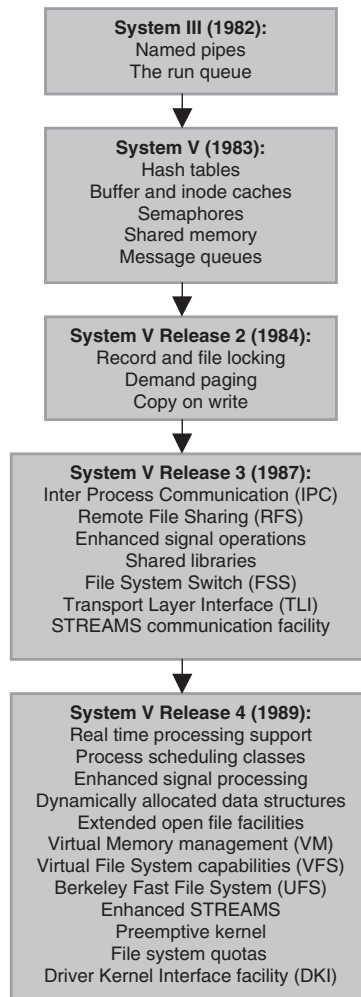 System III (1982):
Named pipes
The run queue
System V (1983):
Hash tables
Buffer and inode caches
Semaphores
Shared memory
Message queues
System V Release 2 (1984):
Record and file locking
Demand paging
Copy on write
System V Release 3 (1987):
Inter Process Communication (IPC)
Remote File Sharing (RFS)
Enhanced signal operations
Shared libraries
File System Switch (FSS)
Transport Layer Interface (TLI)
STREAMS communication facility
System V Release 4 (1989):
Real time processing support
Process scheduling classes
Enhanced signal processing
Dynamically allocated data structures
Extended open file facilities
Virtual Memory management (VM)
Virtual File System capabilities (VFS)
Berkeley Fast File System (UFS)
Enhanced STREAMS
Preemptive kernel
File system quotas
Driver Kernel Interface facility (DKI)